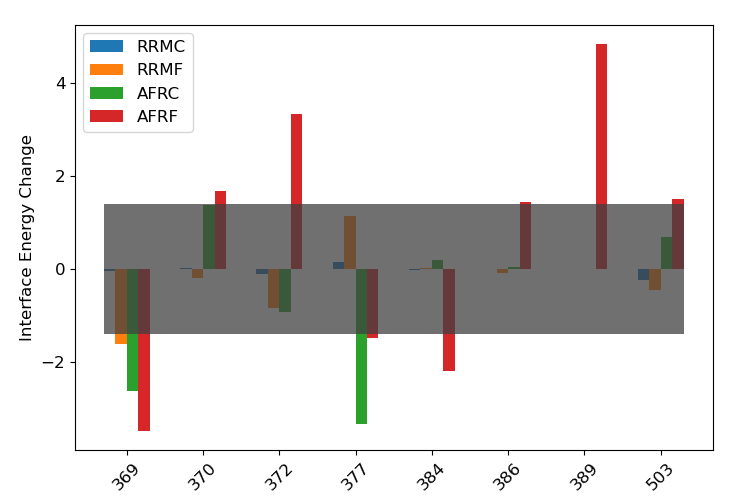 RRMC
RRMF
AFRC
AFRF
Interface Energy Change
4
2
0
−2
369 370 372 377 384 386 389 503